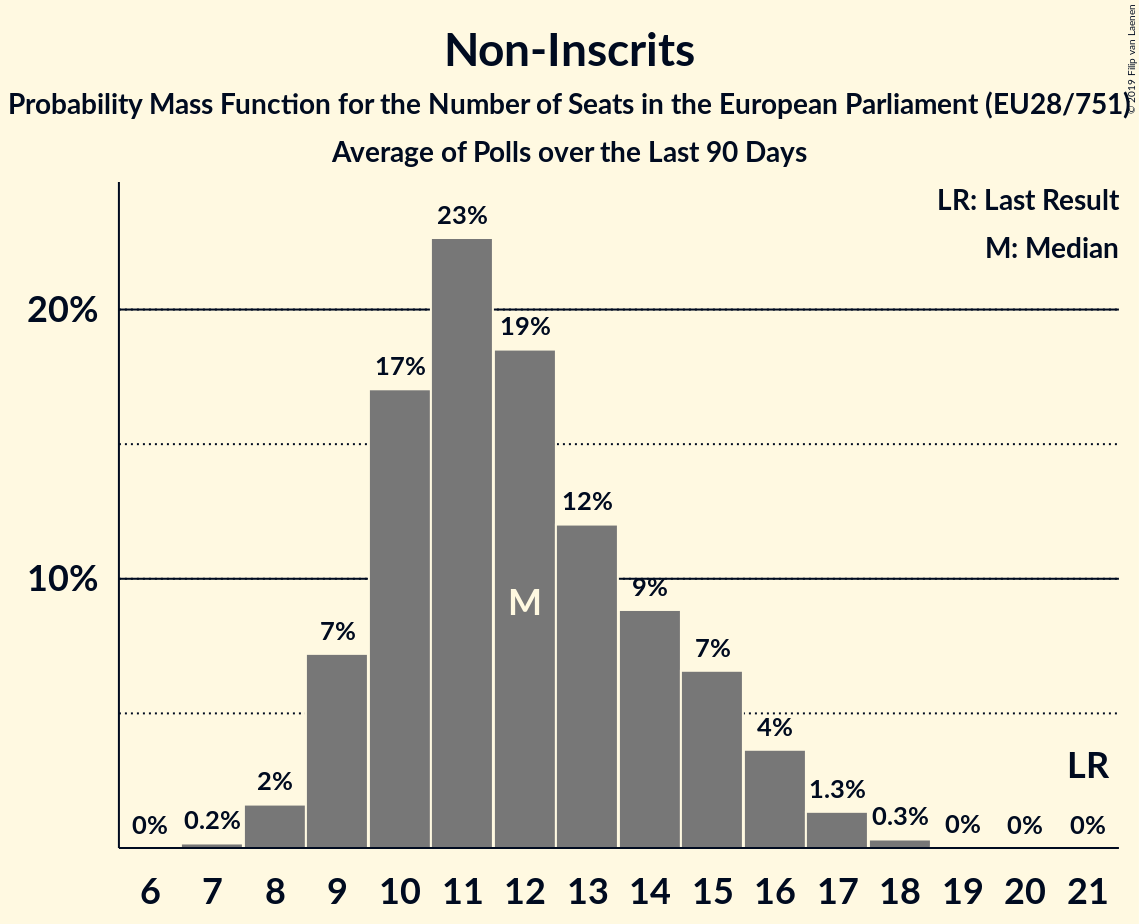 Non-Inscrits
Probability Mass Function for the Number of Seats in the European Parliament (EU28/751)
Average of Polls over the Last 90 Days
© 2019 Filip van Laenen
LR: Last Result
M: Median
23%
20%
19%
17%
12%
10%
9%
M
7%
7%
4%
LR
2%
1.3%
0%
0.2%
0.3%
0%
0%
0%
6 7 8 9 10 11 12 13 14 15 16 17 18 19 20 21